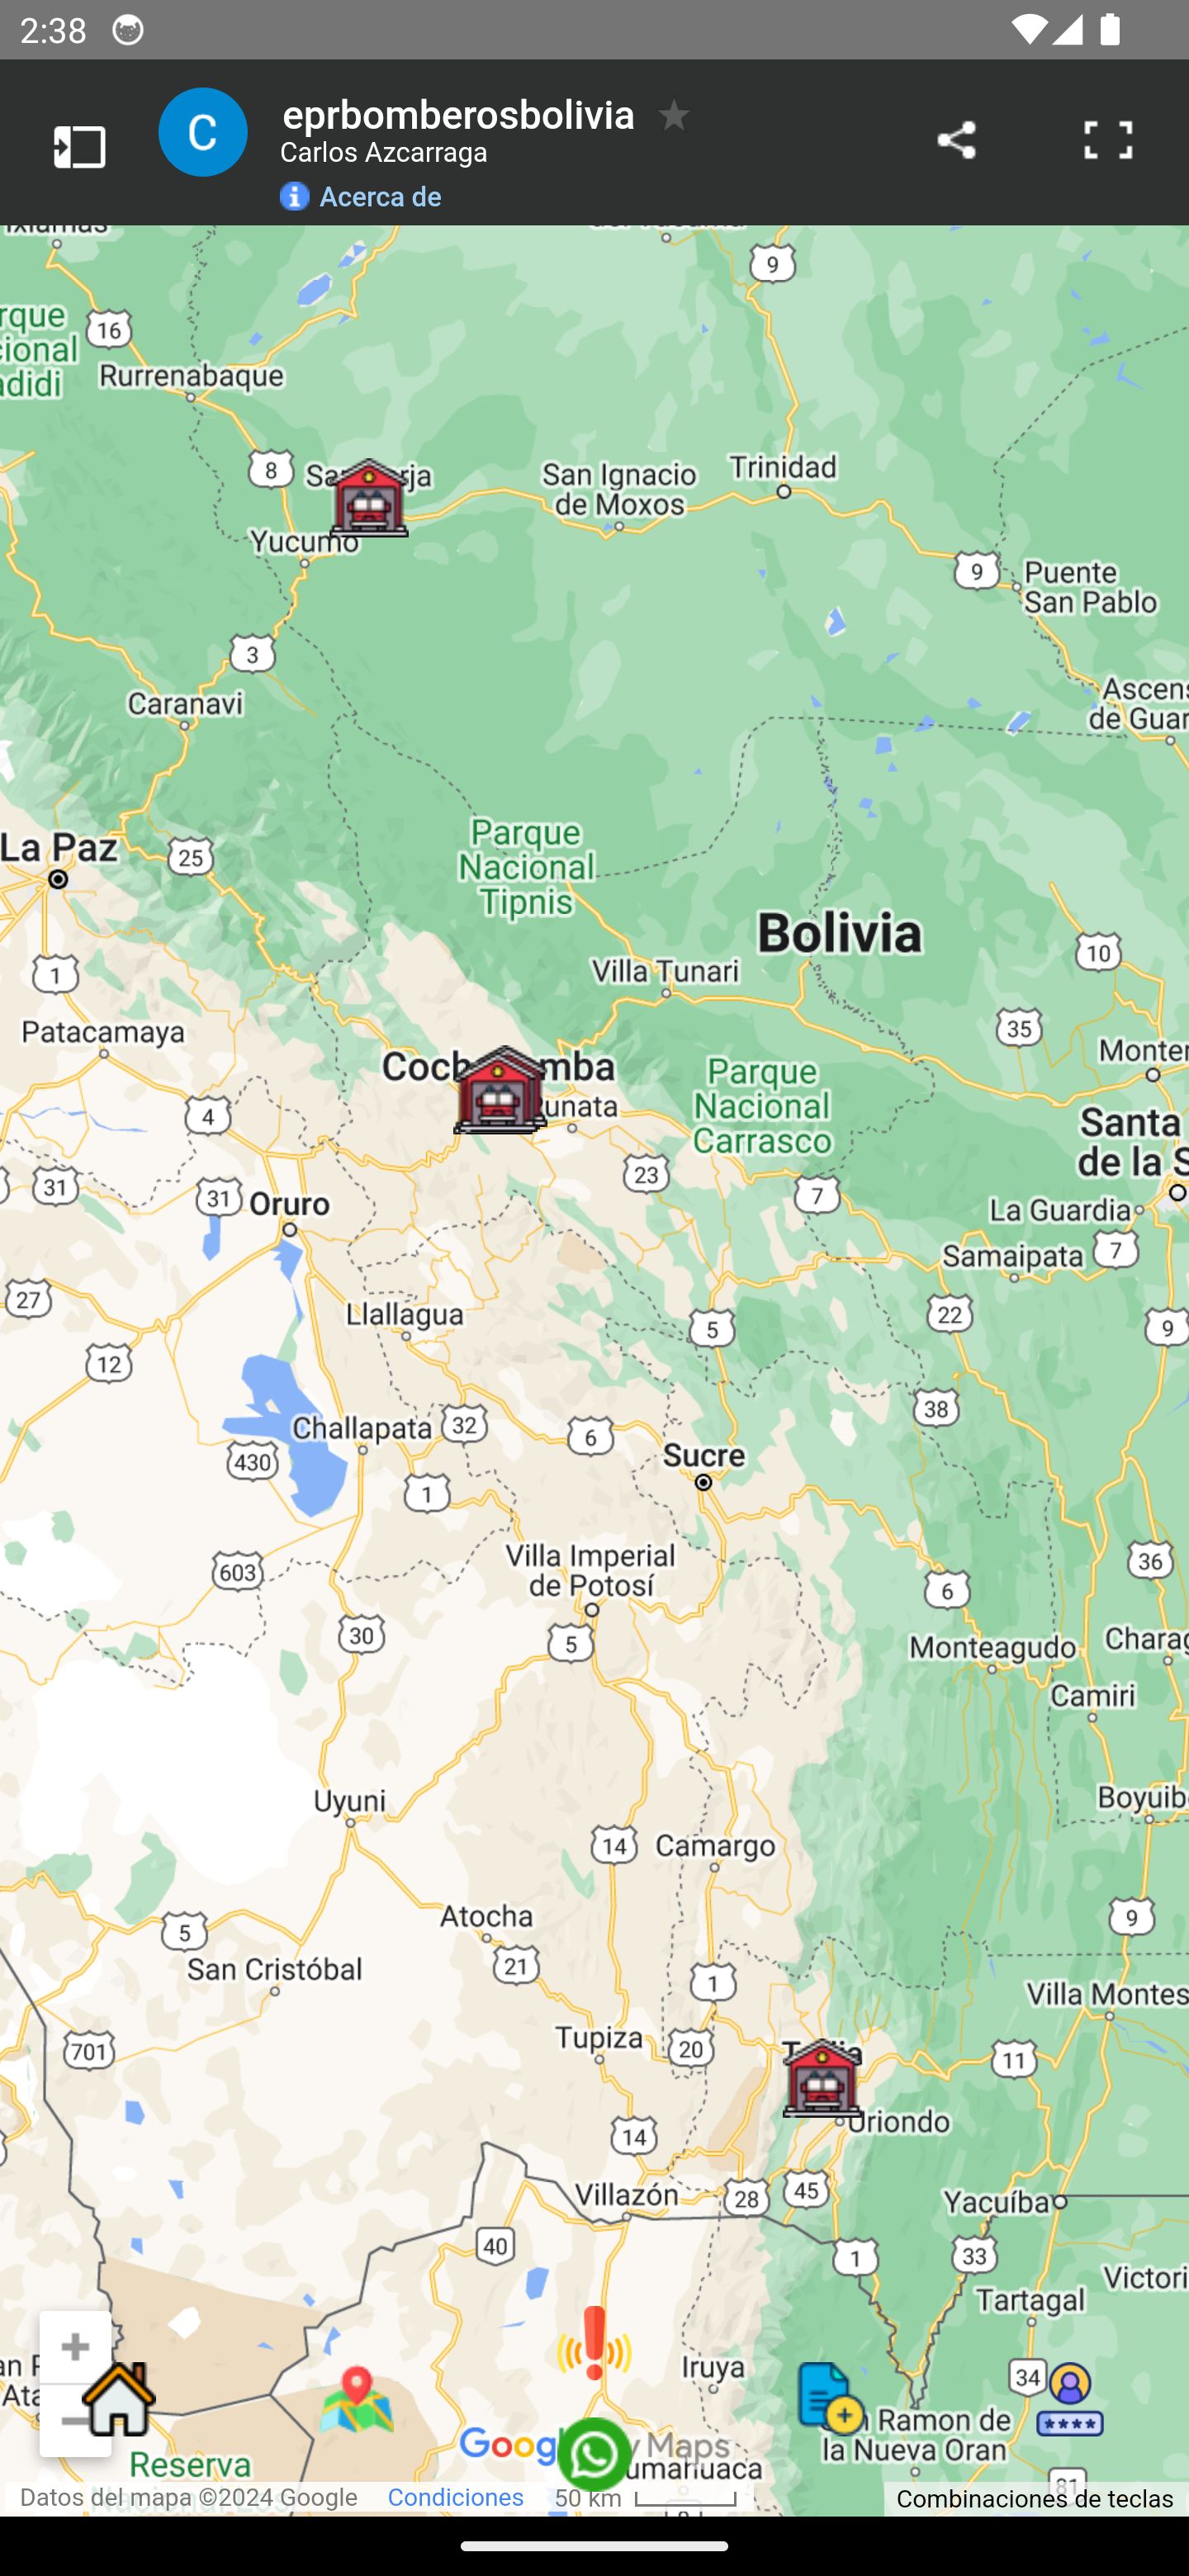 2:38
C
eprbomberosbolivia
Carlos Azcarraga
Acerca de
9
16
Rurrenabaque
8
San Ignacio
de Moxos
Trinidad
Yucumo
9
Puente
San Pablo
3
Caranavi
La Paz
25
Parque
Nacional
Tipnis
Bolivia
10
Villa Tunari
1
35
Patacamaya
4
Parque
Nacional
Carrasco
Santa
de la S
23
31
31
7
Oruro
La Guardia
Samaipata
7
27
Llallagua
22
9
5
12
38
Challapata
32
6
430
Sucre
1
36
Villa Imperial
de Potosí
603
6
30
5
Monteagudo
Camiri
Uyuni
14
Camargo
Atocha
9
5
21
San Cristóbal
1
Villa Montes
Tupiza
701
20
11
Uriondo
14
Villazón
28
45
Yacuíba
40
1
33
Tartagal
Iruya
34
+
****
Ramon de
la Nueva Oran
Maps
Reserva
Datos del mapa ©2024 Google
Condiciones
50 km
Combinaciones de teclas